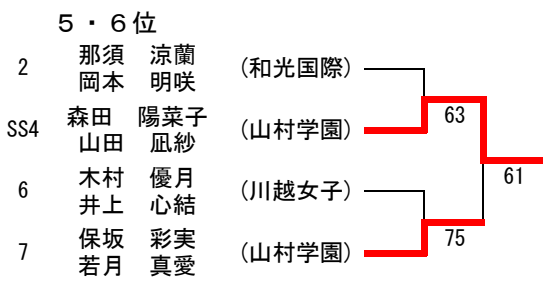 ５・６位
2 那須 涼蘭 (和光国際)
岡本 明咲
SS4 森田 陽菜子 (山村学園) 63
山田 凪紗
61
6 木村 優月 (川越女子)
井上 心結
75
7 保坂 彩実 (山村学園)
若月 真愛